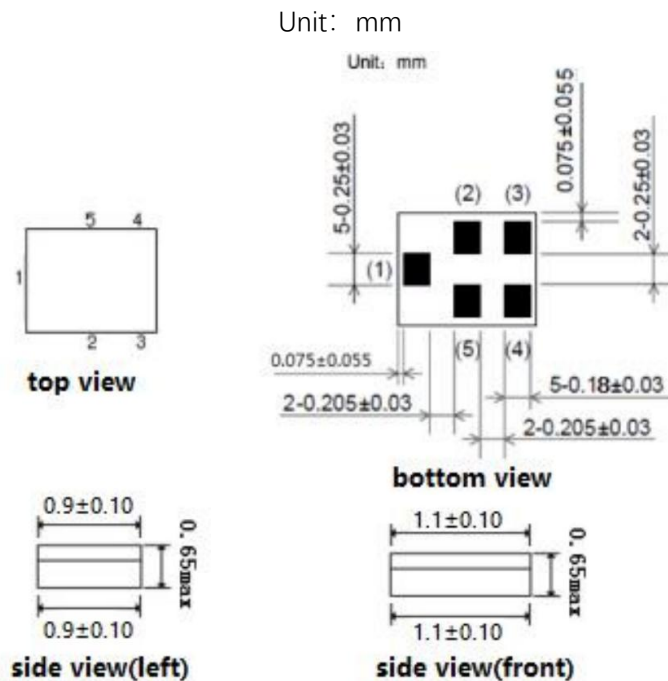 Unit: mm
Unit: mm
5-0.25±0.03
0.075±0.055
2-0.25±0.03
(2) (3)
(1)
(5) (4)
0.075±0.055
5-0.18±0.03
2-0.205±0.03
2-0.205±0.03
bottom view
5 4
1
2 3
top view
0.9±0.10
0.65max
0.9±0.10
side view(left)
1.1±0.10
0.65max
1.1±0.10
side view(front)